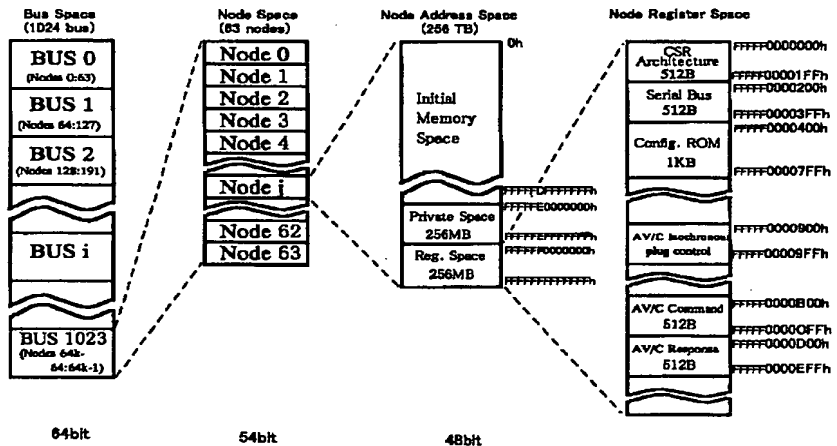 Bus Space
(1024 bus)
BUS 0
(Nodes 0:63)
BUS 1
(Nodes 64:127)
BUS 2
(Nodes 128:191)
BUS i
BUS 1023
(Nodes 64k-
64:64k-1)
64bit
Node Space
(63 nodes)
Node 0
Node 1
Node 2
Node 3
Node 4
Node j
Node 62
Node 63
54bit
Node Address Space
(256 TB)
0h
Initial
Memory
Space
FFFFFDFFFFFFFh
FFFFFE0000000h
Private Space
256MB
FFFFFEFFFFFFFh
FFFFFF0000000h
Reg. Space
256MB
48bit
Node Register Space
CSR
Architecture
512B
FFFFF0000000h
FFFFF00001FFh
Serial Bus
512B
FFFFF0000200h
FFFFF00003FFh
Config. ROM
1KB
FFFFF0000400h
FFFFF00007FFh
AV/C Isochronous
plug control
FFFFF0000900h
FFFFF00009FFh
AV/C Command
512B
FFFFF0000B00h
FFFFF0000CFFh
AV/C Response
512B
FFFFF0000D00h
FFFFF0000EFFh